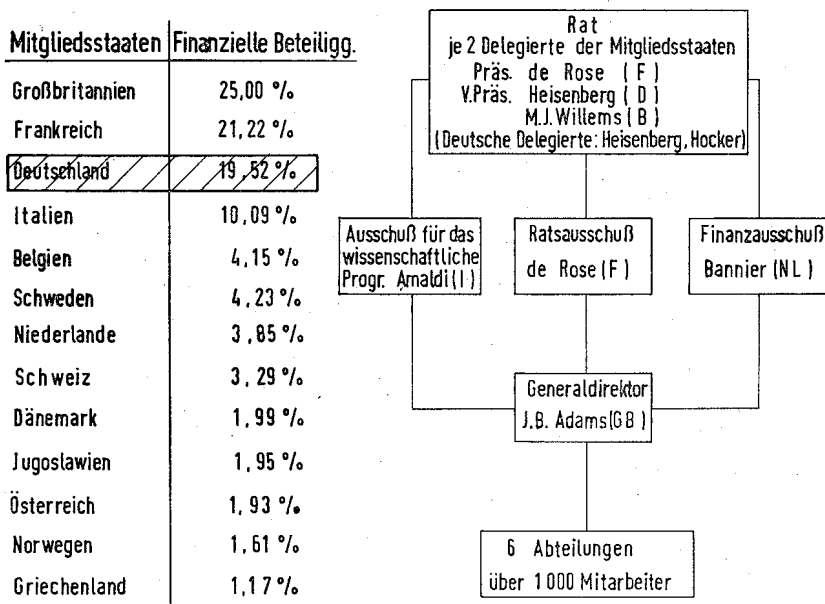 Mitgliedsstaaten Finanzielle Beteiligg.
Großbritannien 25,00 %
Frankreich 21,22 %
Deutschland 19,52 %
Italien 10,09 %
Belgien 4,15 %
Schweden 4,23 %
Niederlande 3,85 %
Schweiz 3,29 %
Dänemark 1,99 %
Jugoslawien 1,95 %
Österreich 1,93 %
Norwegen 1,61 %
Griechenland 1,17 %
Rat
je 2 Delegierte der Mitgliedsstaaten
Präs. de Rose (F)
V.Präs. Heisenberg (D)
M.J. Willems (B)
(Deutsche Delegierte: Heisenberg, Hocker)
Ausschuß für das
wissenschaftliche
Progr. Amaldi (I)
Ratsausschuß
de Rose (F)
Finanzausschuß
Bannier (NL)
Generaldirektor
J.B. Adams (GB)
6 Abteilungen
über 1000 Mitarbeiter